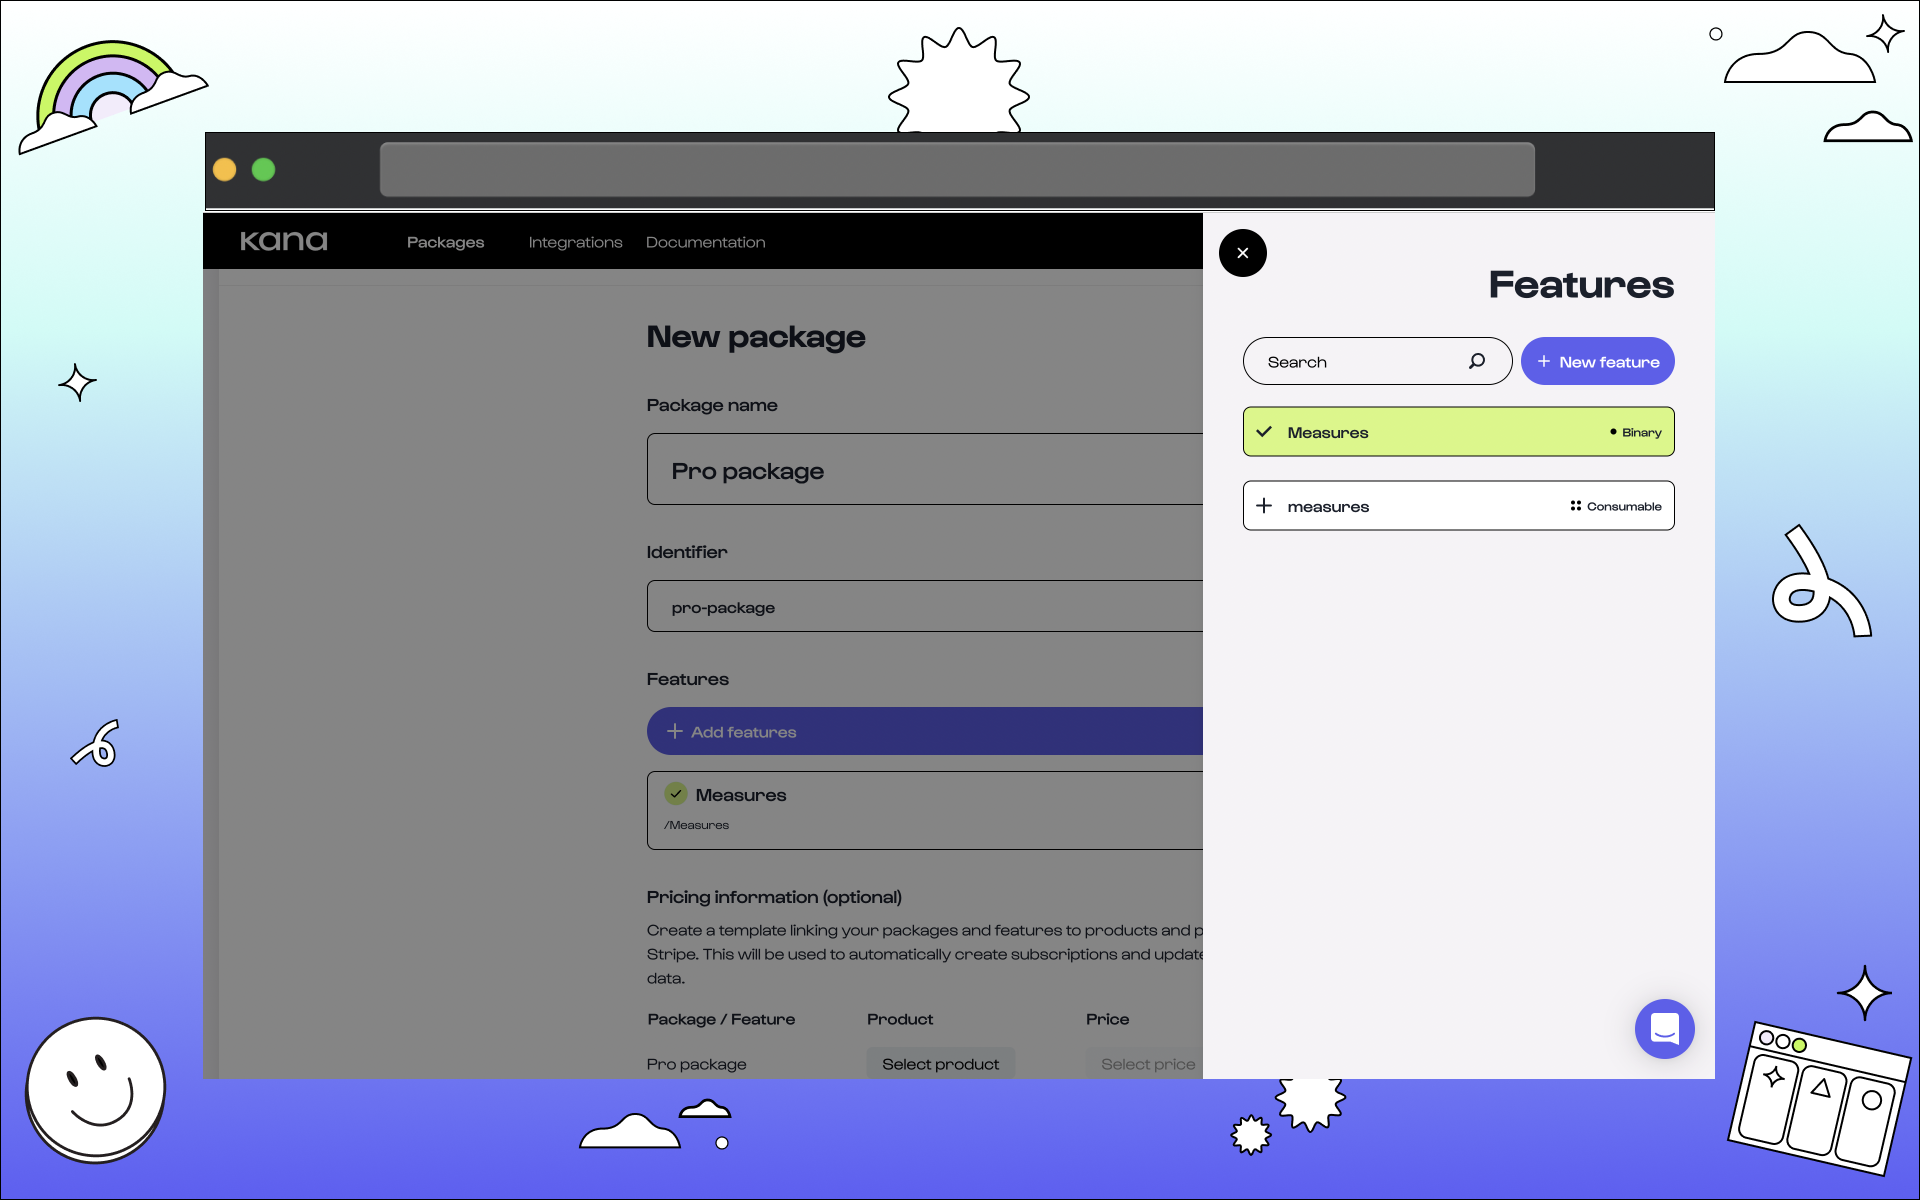 kana
Packages
Integrations
Documentation
New package
Package name
Pro package
Identifier
pro-package
Features
Add features
Measures
/Measures
Pricing information (optional)
Create a template linking your packages and features to products and p
Stripe. This will be used to automatically create subscriptions and update
data.
Package / Feature Product Price
Pro package Select product Select price
Features
Search
New feature
Measures Binary
measures Consumable